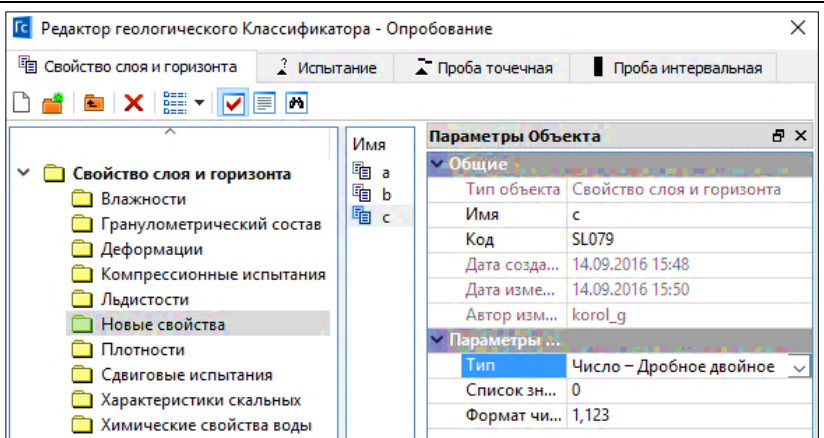 Гс Редактор геологического Классификатора - Опробование
Свойство слоя и горизонта ? Испытание Проба точечная Проба интервальная
Свойство слоя и горизонта
Влажности
Гранулометрический состав
Деформации
Компрессионные испытания
Льдистости
Новые свойства
Плотности
Сдвиговые испытания
Характеристики скальных
Химические свойства воды
Имя
a
b
c
Параметры Объекта
Общие
Тип объекта Свойство слоя и горизонта
Имя c
Код SL079
Дата созда... 14.09.2016 15:48
Дата изме... 14.09.2016 15:50
Автор изм... korol_g
Параметры ...
Тип Число – Дробное двойное
Список зн... 0
Формат чи... 1,123